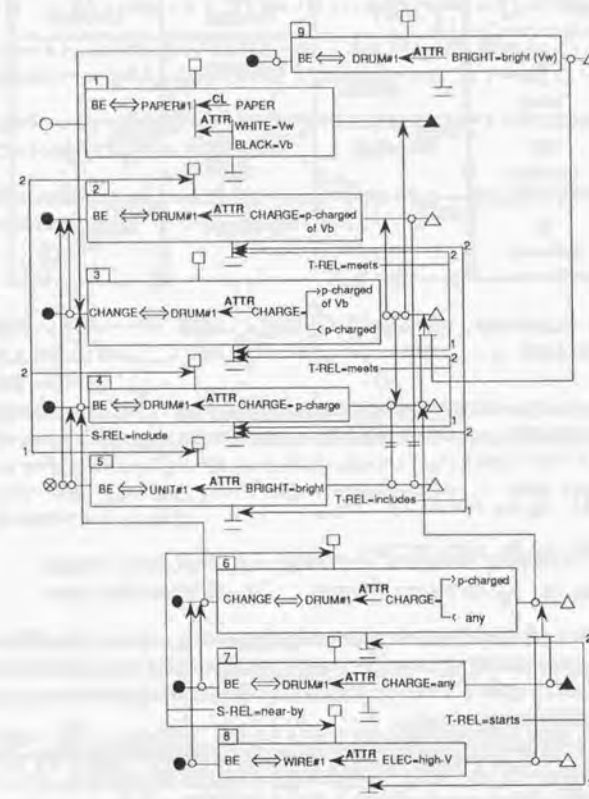 9
BE ⟺ DRUM#1 ATTR BRIGHT=bright (Vw)
1
BE ⟺ PAPER#1 CL PAPER
ATTR
WHITE=Vw
BLACK=Vb
2
2
BE ⟺ DRUM#1 ATTR CHARGE=p-charged
of Vb
2
2
T-REL=meets
3
CHANGE ⟺ DRUM#1 ATTR CHARGE
p-charged
of Vb
p-charged
1
2
2
T-REL=meets
4
BE ⟺ DRUM#1 ATTR CHARGE=p-charge
1
2
S-REL=include
1
5
BE ⟺ UNIT#1 ATTR BRIGHT=bright
T-REL=includes
1
6
CHANGE ⟺ DRUM#1 ATTR CHARGE
p-charged
any
2
7
BE ⟺ DRUM#1 ATTR CHARGE=any
S-REL=near-by
T-REL=starts
8
BE ⟺ WIRE#1 ATTR ELEC=high-V